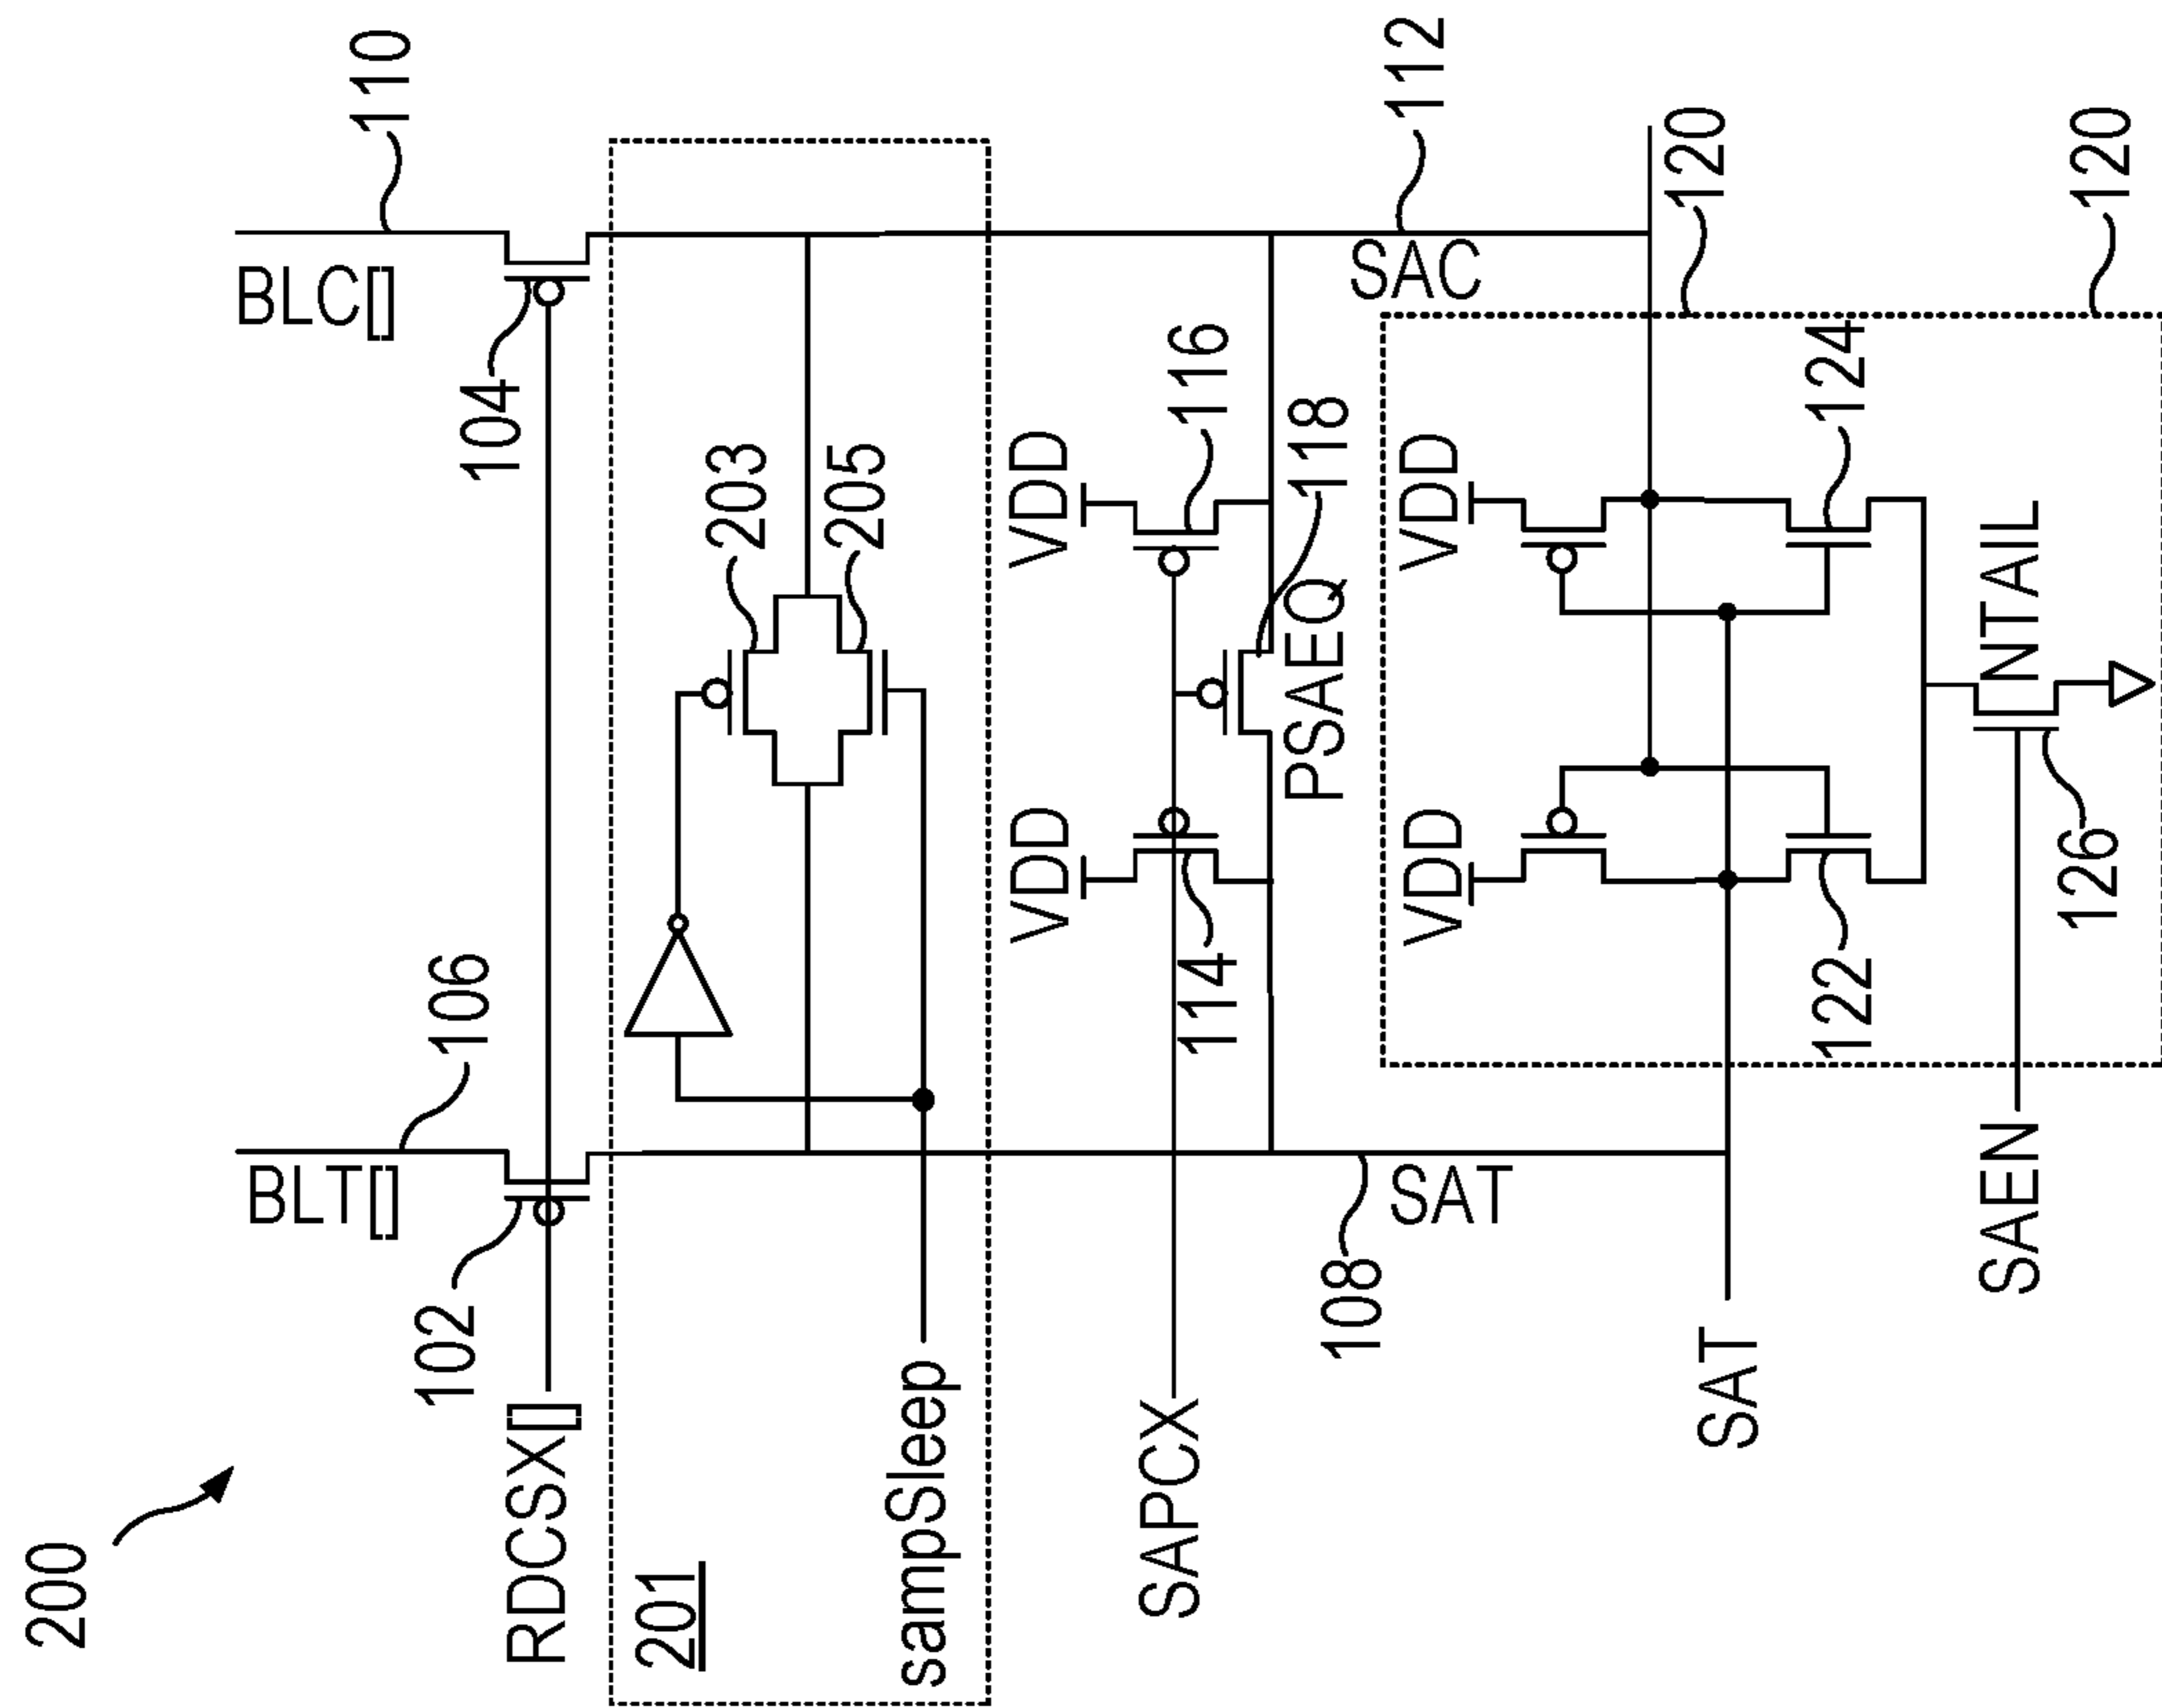 200
BLT[]
106
BLC[]
110
102
104
RDCSX[]
201
203
205
sampSleep
VDD
VDD
114
116
SAPCX
118
PSAEQ
108
SAT
SAC
112
120
VDD
VDD
SAT
122
124
NTAIL
SAEN
126
120